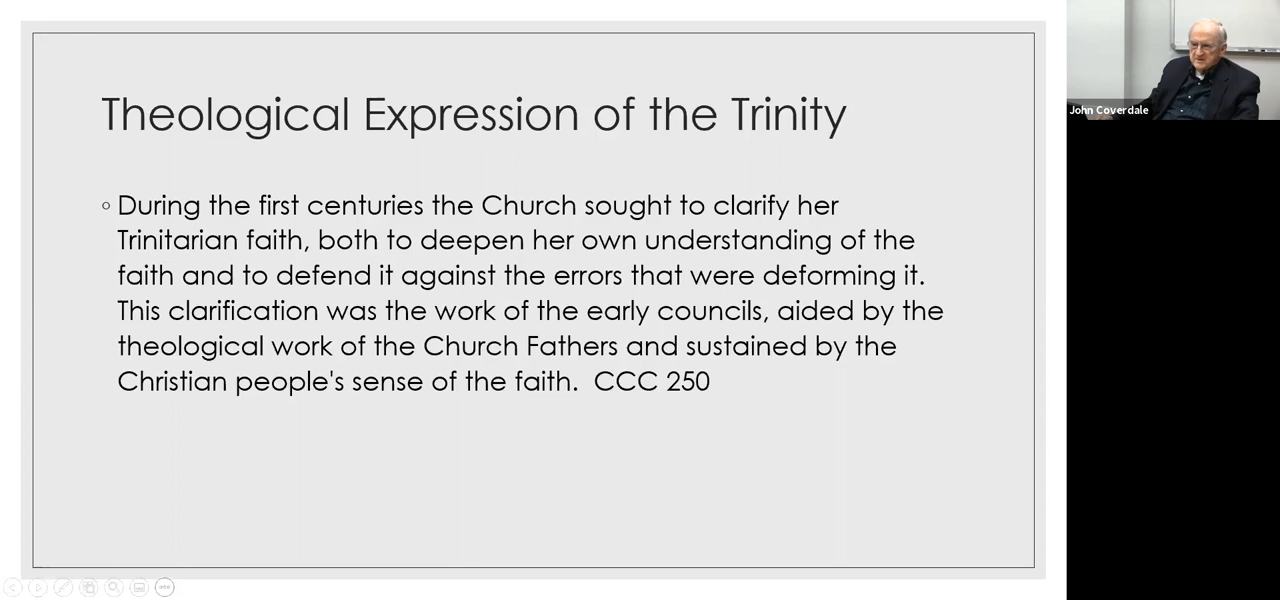 Theological Expression of the Trinity
◦ During the first centuries the Church sought to clarify her
Trinitarian faith, both to deepen her own understanding of the
faith and to defend it against the errors that were deforming it.
This clarification was the work of the early councils, aided by the
theological work of the Church Fathers and sustained by the
Christian people's sense of the faith.  CCC 250
John Coverdale